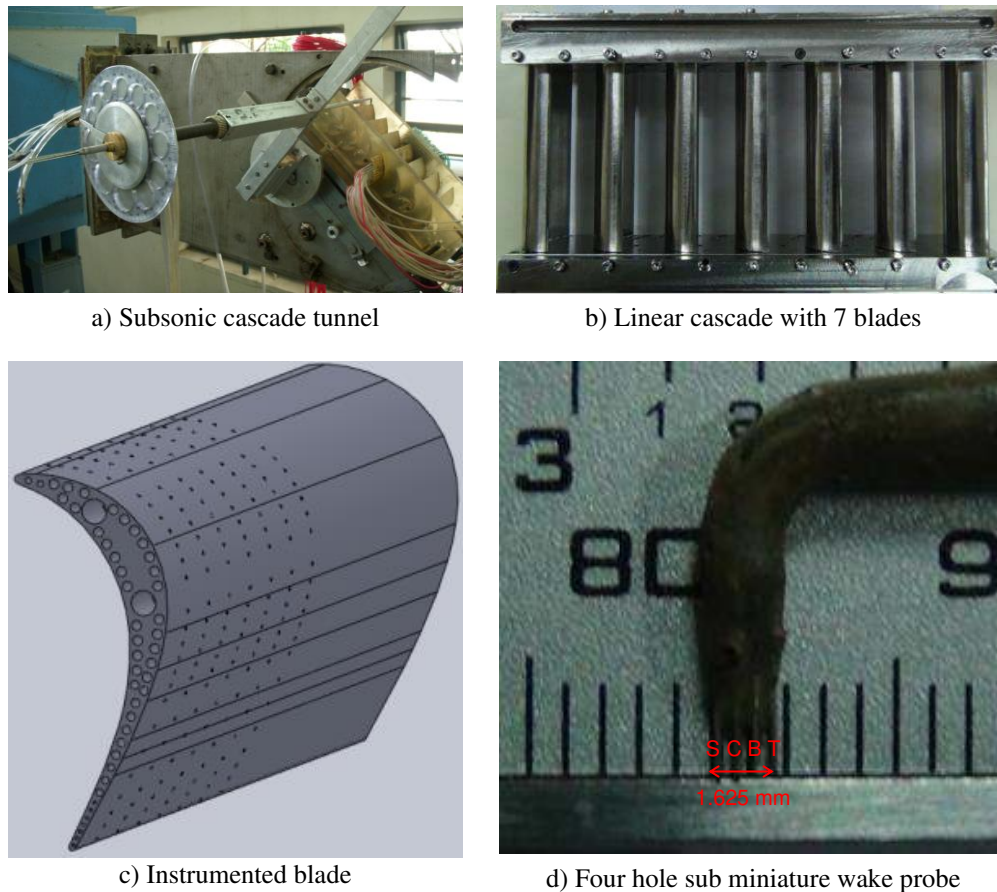 a) Subsonic cascade tunnel
b) Linear cascade with 7 blades
3
1
2
80
9
S C B T
1.625 mm
c) Instrumented blade
d) Four hole sub miniature wake probe